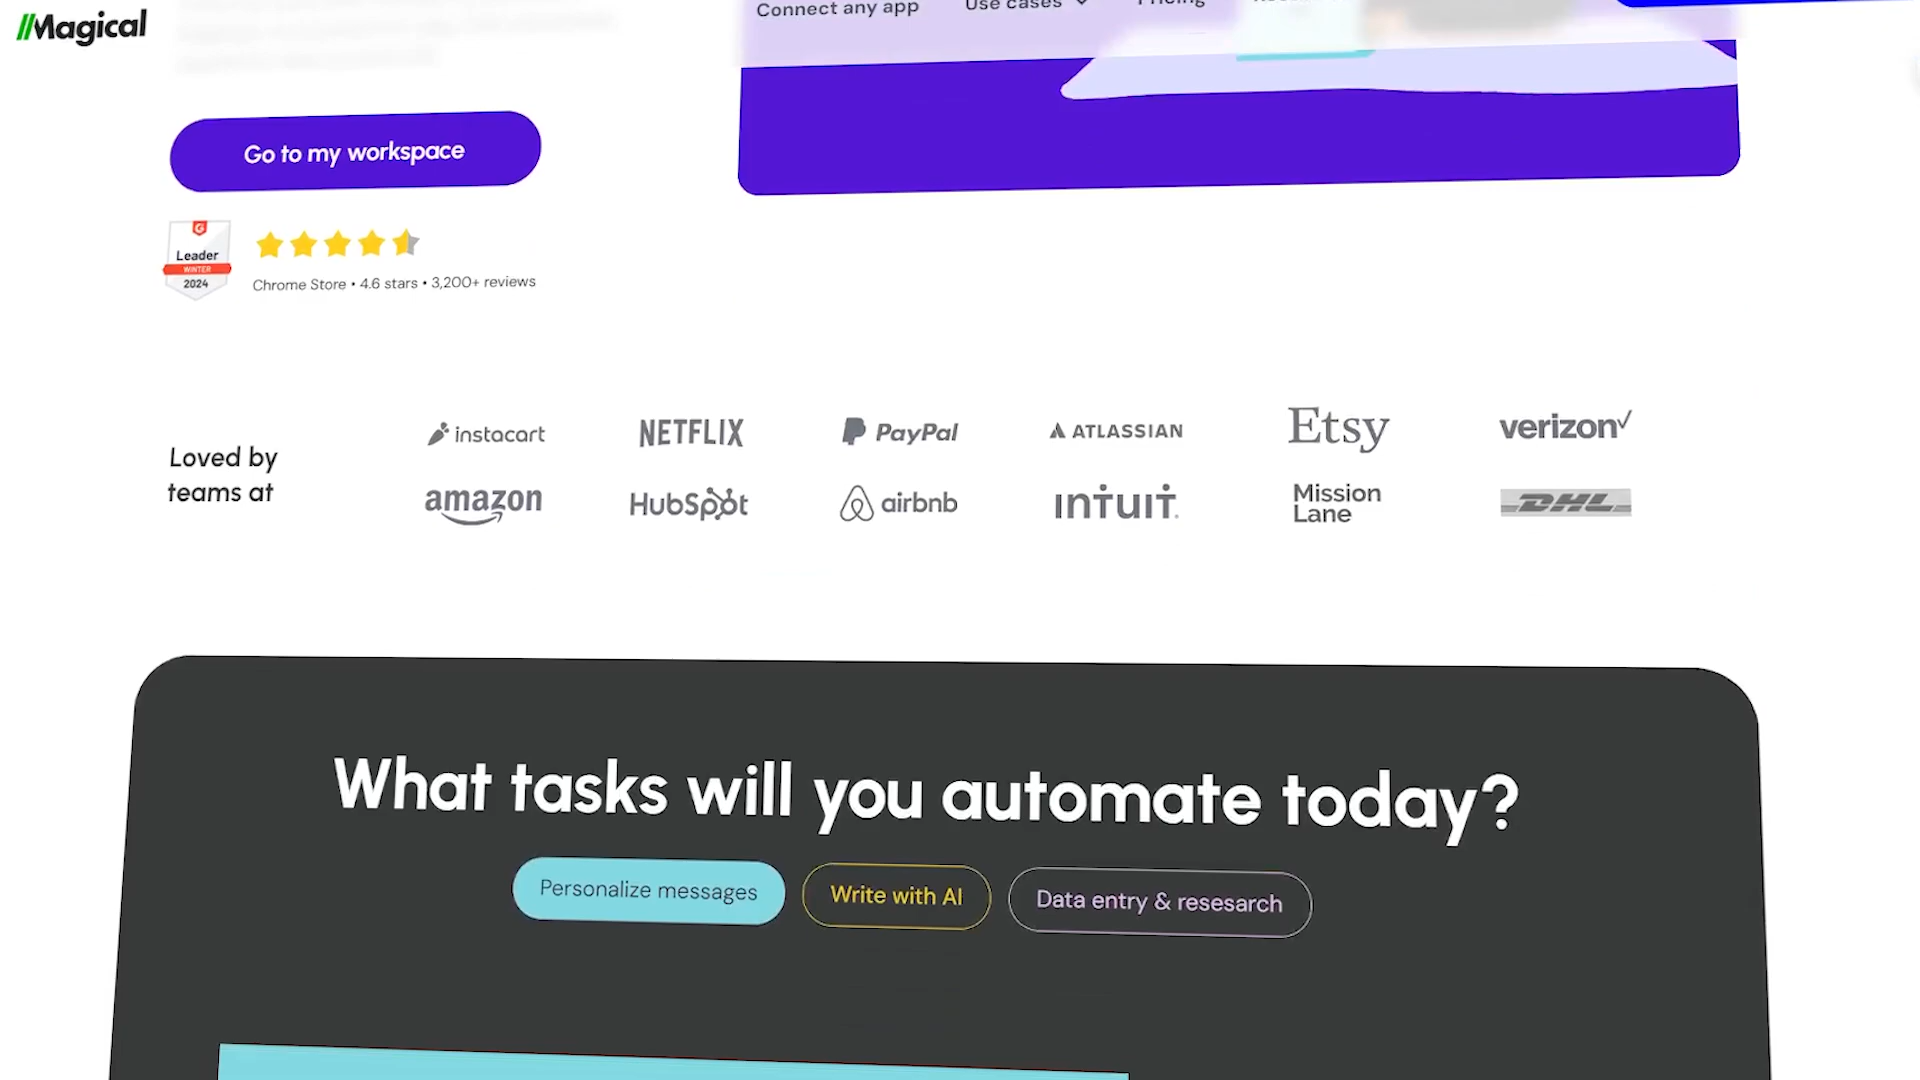 Magical
Connect any app
Use cases
Pricing
Go to my workspace
Leader
WINTER
2024
Chrome Store • 4.6 stars • 3,200+ reviews
Loved by
teams at
instacart
NETFLIX
PayPal
ATLASSIAN
Etsy
verizon
amazon
HubSpot
airbnb
INTUIT
Mission
Lane
DHL
What tasks will you automate today?
Personalize messages
Write with AI
Data entry & resesarch